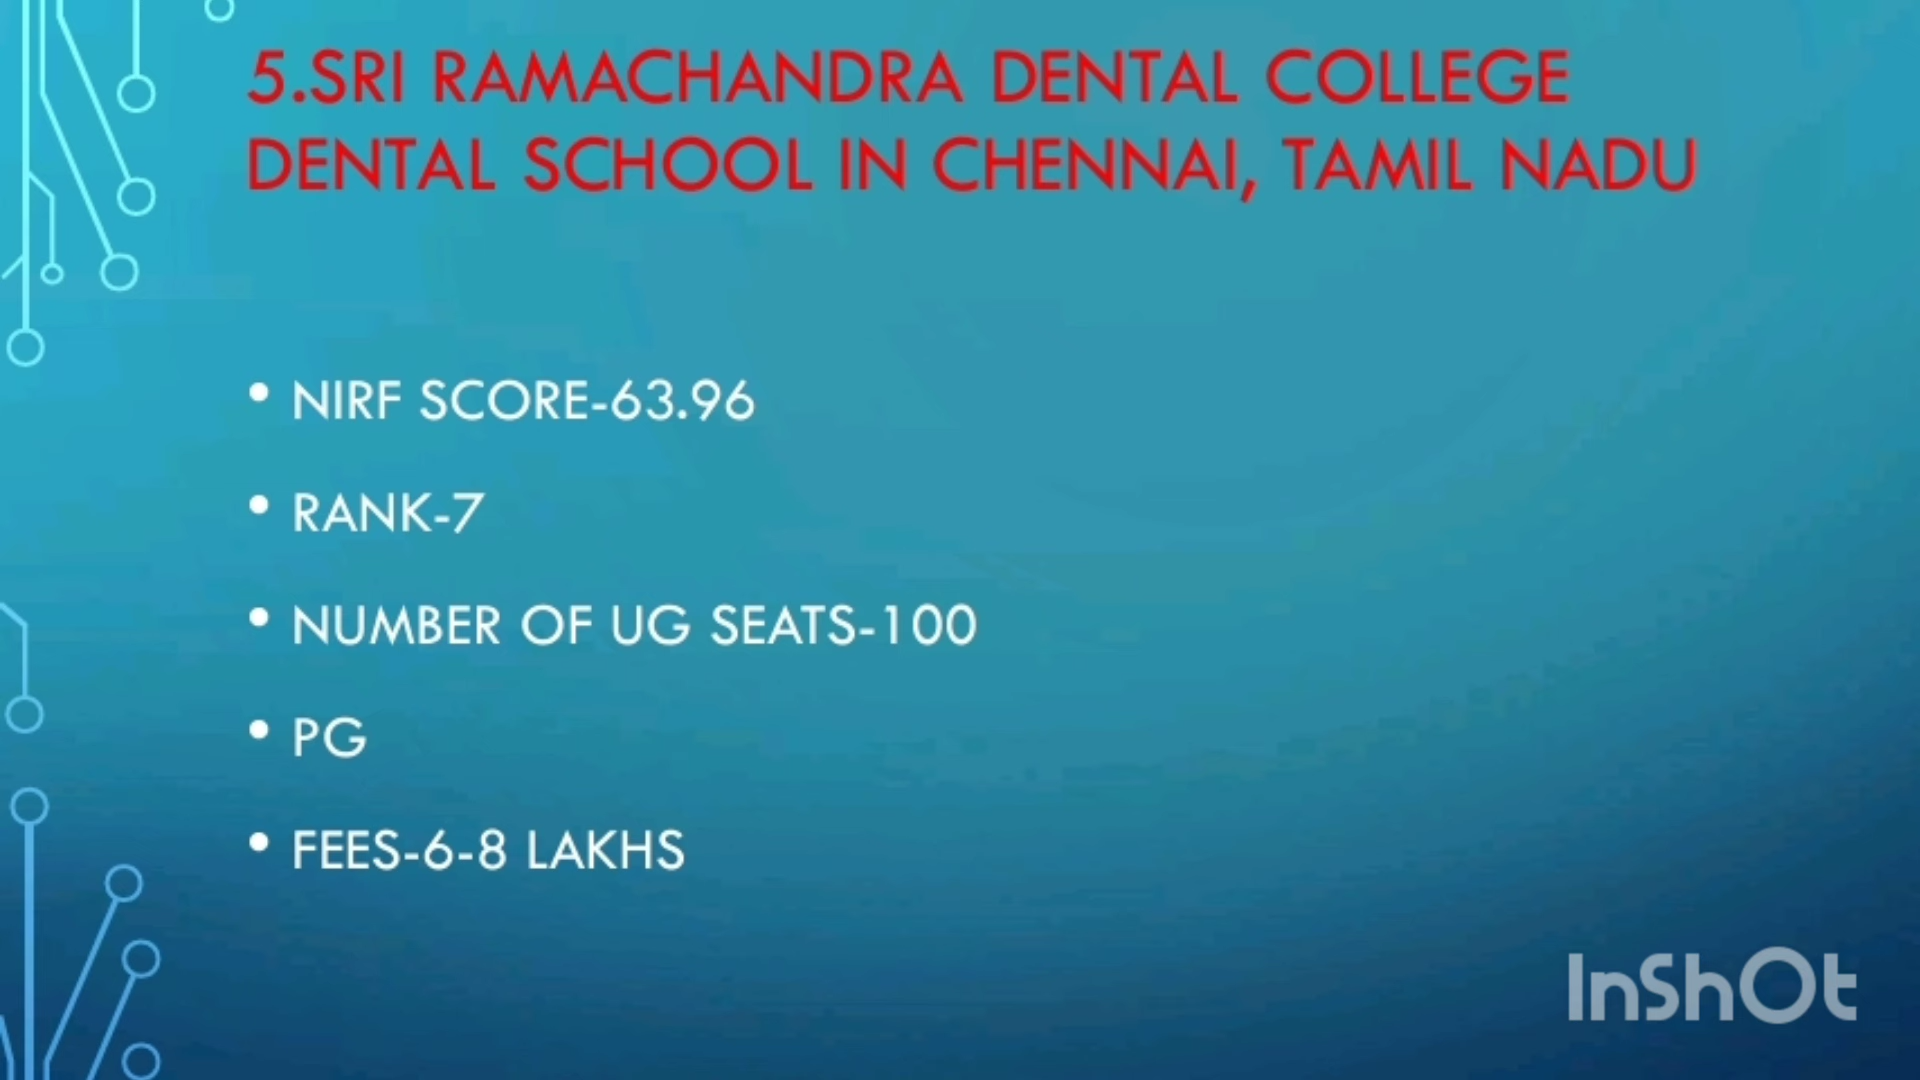 5.SRI RAMACHANDRA DENTAL COLLEGE
DENTAL SCHOOL IN CHENNAI, TAMIL NADU
• NIRF SCORE-63.96
• RANK-7
• NUMBER OF UG SEATS-100
• PG
• FEES-6-8 LAKHS
InShOt